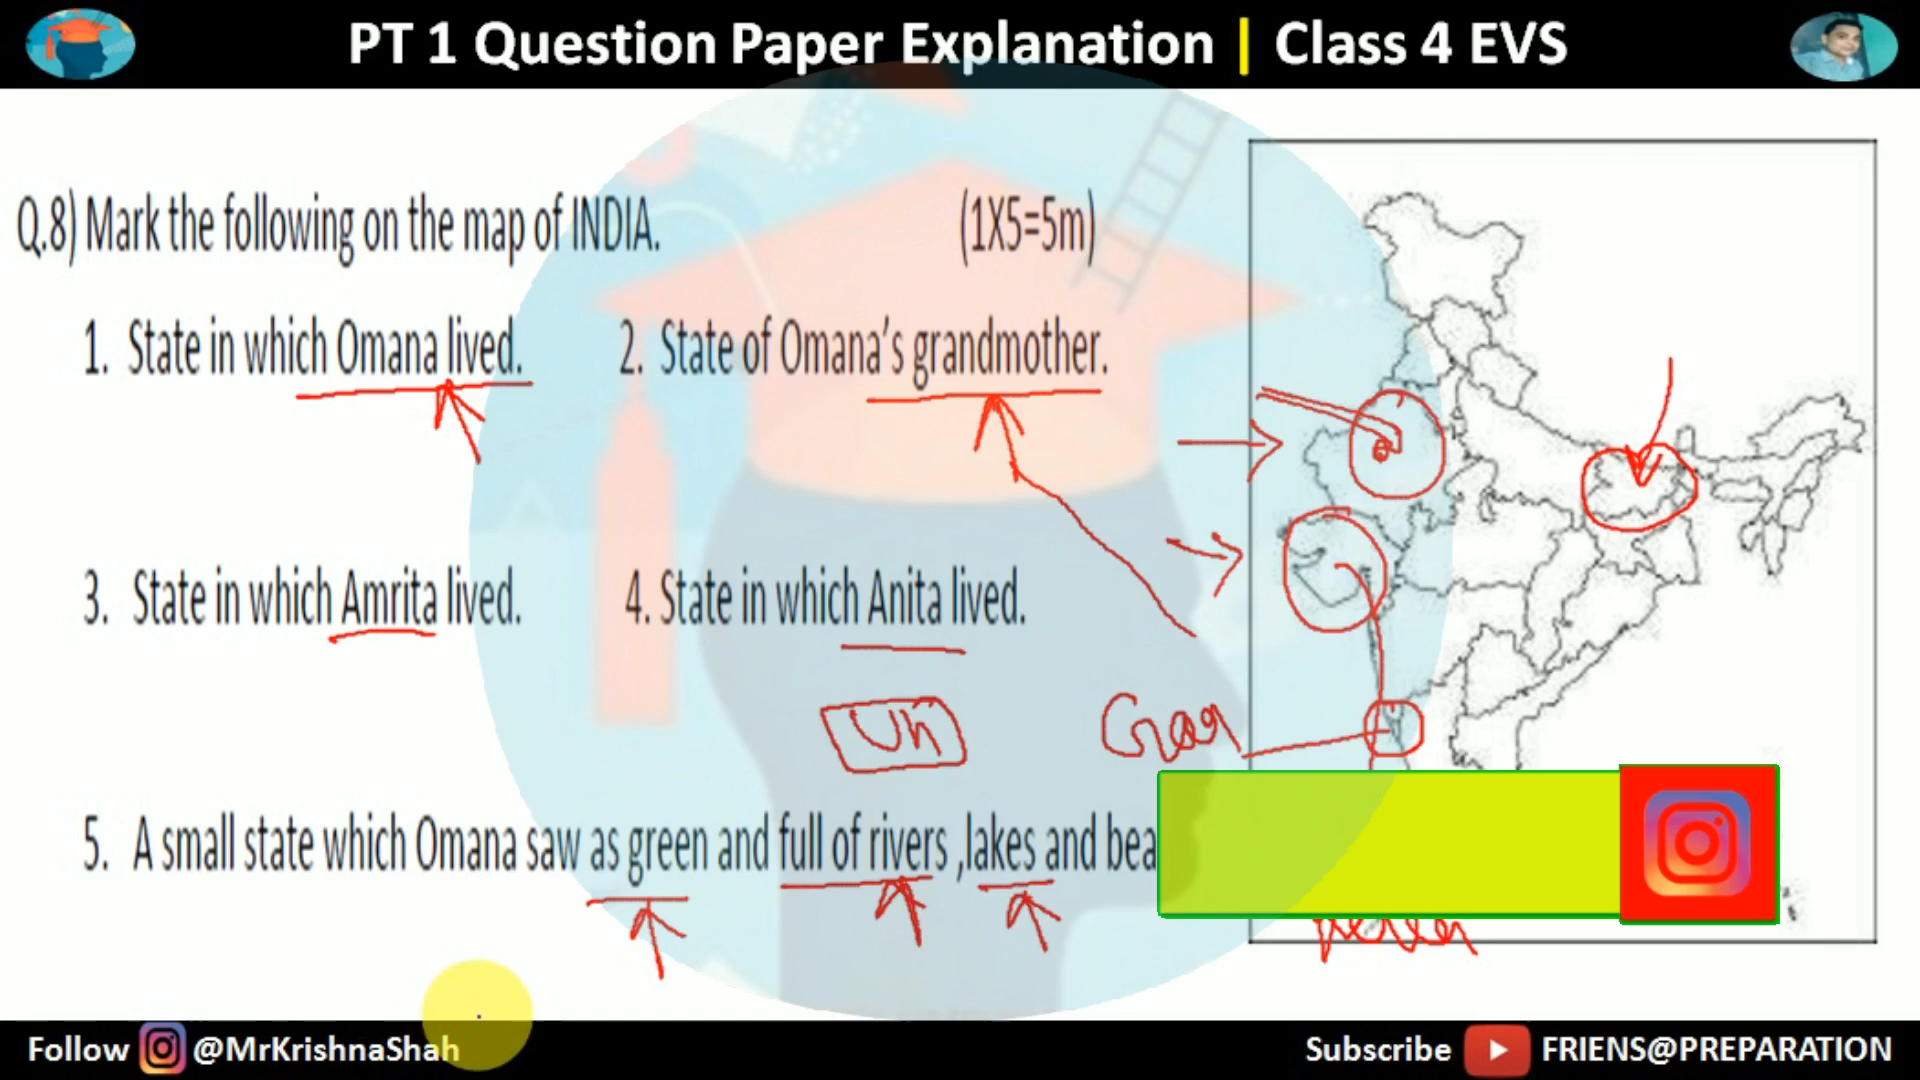 PT 1 Question Paper Explanation | Class 4 EVS
Q.8) Mark the following on the map of INDIA. (1X5=5m)
1. State in which Omana lived. 2. State of Omana's grandmother.
3. State in which Amrita lived. 4. State in which Anita lived.
5. A small state which Omana saw as green and full of rivers ,lakes and bea
Follow @MrKrishnaShah
Subscribe FRIENS@PREPARATION